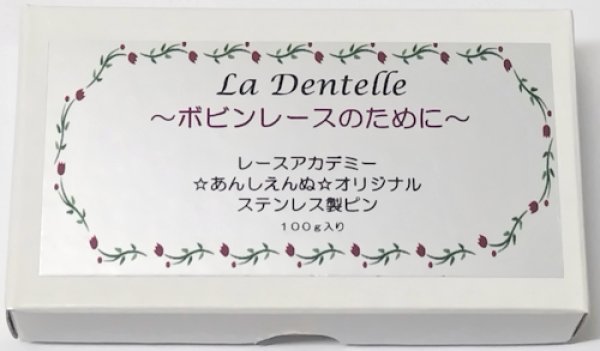 La Dentelle
～ボビンレースのために～
レースアカデミー
☆あんしえんぬ☆オリジナル
ステンレス製ピン
１００ｇ入り